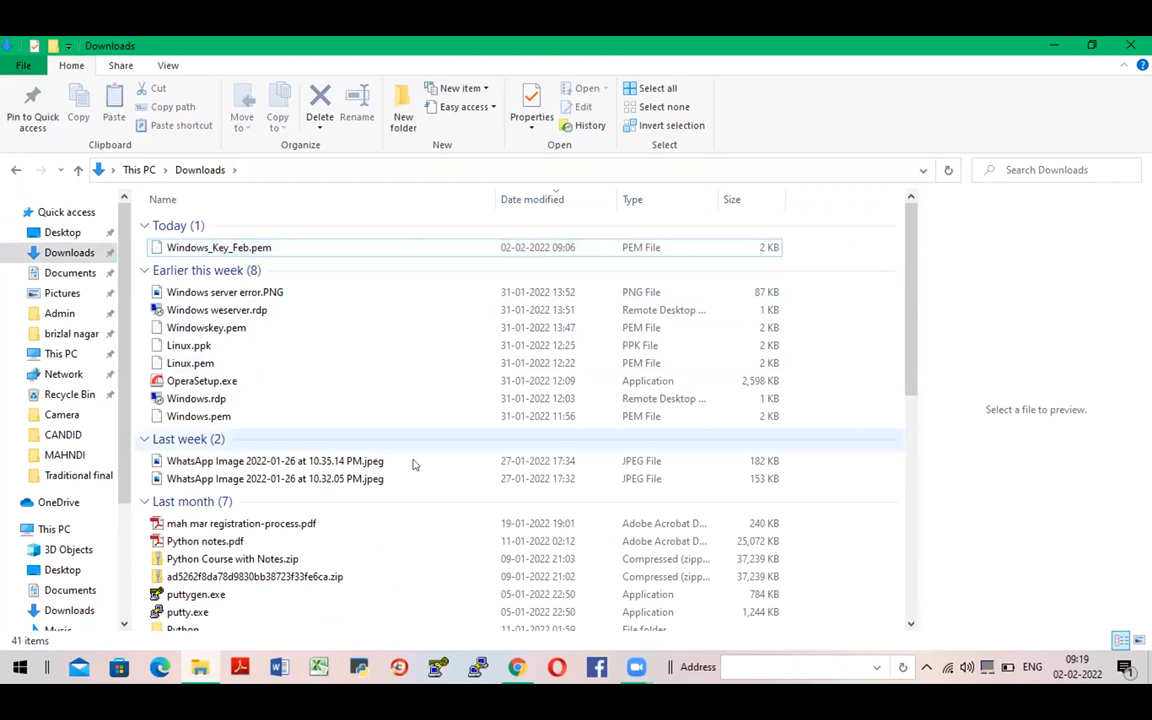 Downloads
File Home Share View
Pin to Quick access
Copy
Paste
Cut
Copy path
Paste shortcut
Clipboard
Move to
Copy to
Delete
Rename
Organize
New folder
New item
Easy access
New
Properties
Open
Edit
History
Open
Select all
Select none
Invert selection
Select
This PC > Downloads >
Search Downloads
Quick access
Desktop
Downloads
Documents
Pictures
Admin
brizlal nagar
This PC
Network
Recycle Bin
Camera
CANDID
MAHNDI
Traditional final
OneDrive
This PC
3D Objects
Desktop
Documents
Downloads
Music
Name Date modified Type Size
Today (1)
Windows_Key_Feb.pem 02-02-2022 09:06 PEM File 2 KB
Earlier this week (8)
Windows server error.PNG 31-01-2022 13:52 PNG File 87 KB
Windows weserver.rdp 31-01-2022 13:51 Remote Desktop ... 1 KB
Windowskey.pem 31-01-2022 13:47 PEM File 2 KB
Linux.ppk 31-01-2022 12:25 PPK File 2 KB
Linux.pem 31-01-2022 12:22 PEM File 2 KB
OperaSetup.exe 31-01-2022 12:09 Application 2,598 KB
Windows.rdp 31-01-2022 12:03 Remote Desktop ... 1 KB
Windows.pem 31-01-2022 11:56 PEM File 2 KB
Last week (2)
WhatsApp Image 2022-01-26 at 10.35.14 PM.jpeg 27-01-2022 17:34 JPEG File 182 KB
WhatsApp Image 2022-01-26 at 10.32.05 PM.jpeg 27-01-2022 17:32 JPEG File 153 KB
Last month (7)
mah mar registration-process.pdf 19-01-2022 19:01 Adobe Acrobat D... 240 KB
Python notes.pdf 11-01-2022 02:12 Adobe Acrobat D... 25,072 KB
Python Course with Notes.zip 09-01-2022 21:03 Compressed (zipp... 37,239 KB
ad5262f8da78d9830bb38723f33fe6ca.zip 09-01-2022 21:02 Compressed (zipp... 37,239 KB
puttygen.exe 05-01-2022 22:50 Application 784 KB
putty.exe 05-01-2022 22:50 Application 1,244 KB
Python 11-01-2022 01:59 File folder
Select a file to preview.
41 items
Address
ENG
09:19
02-02-2022
1